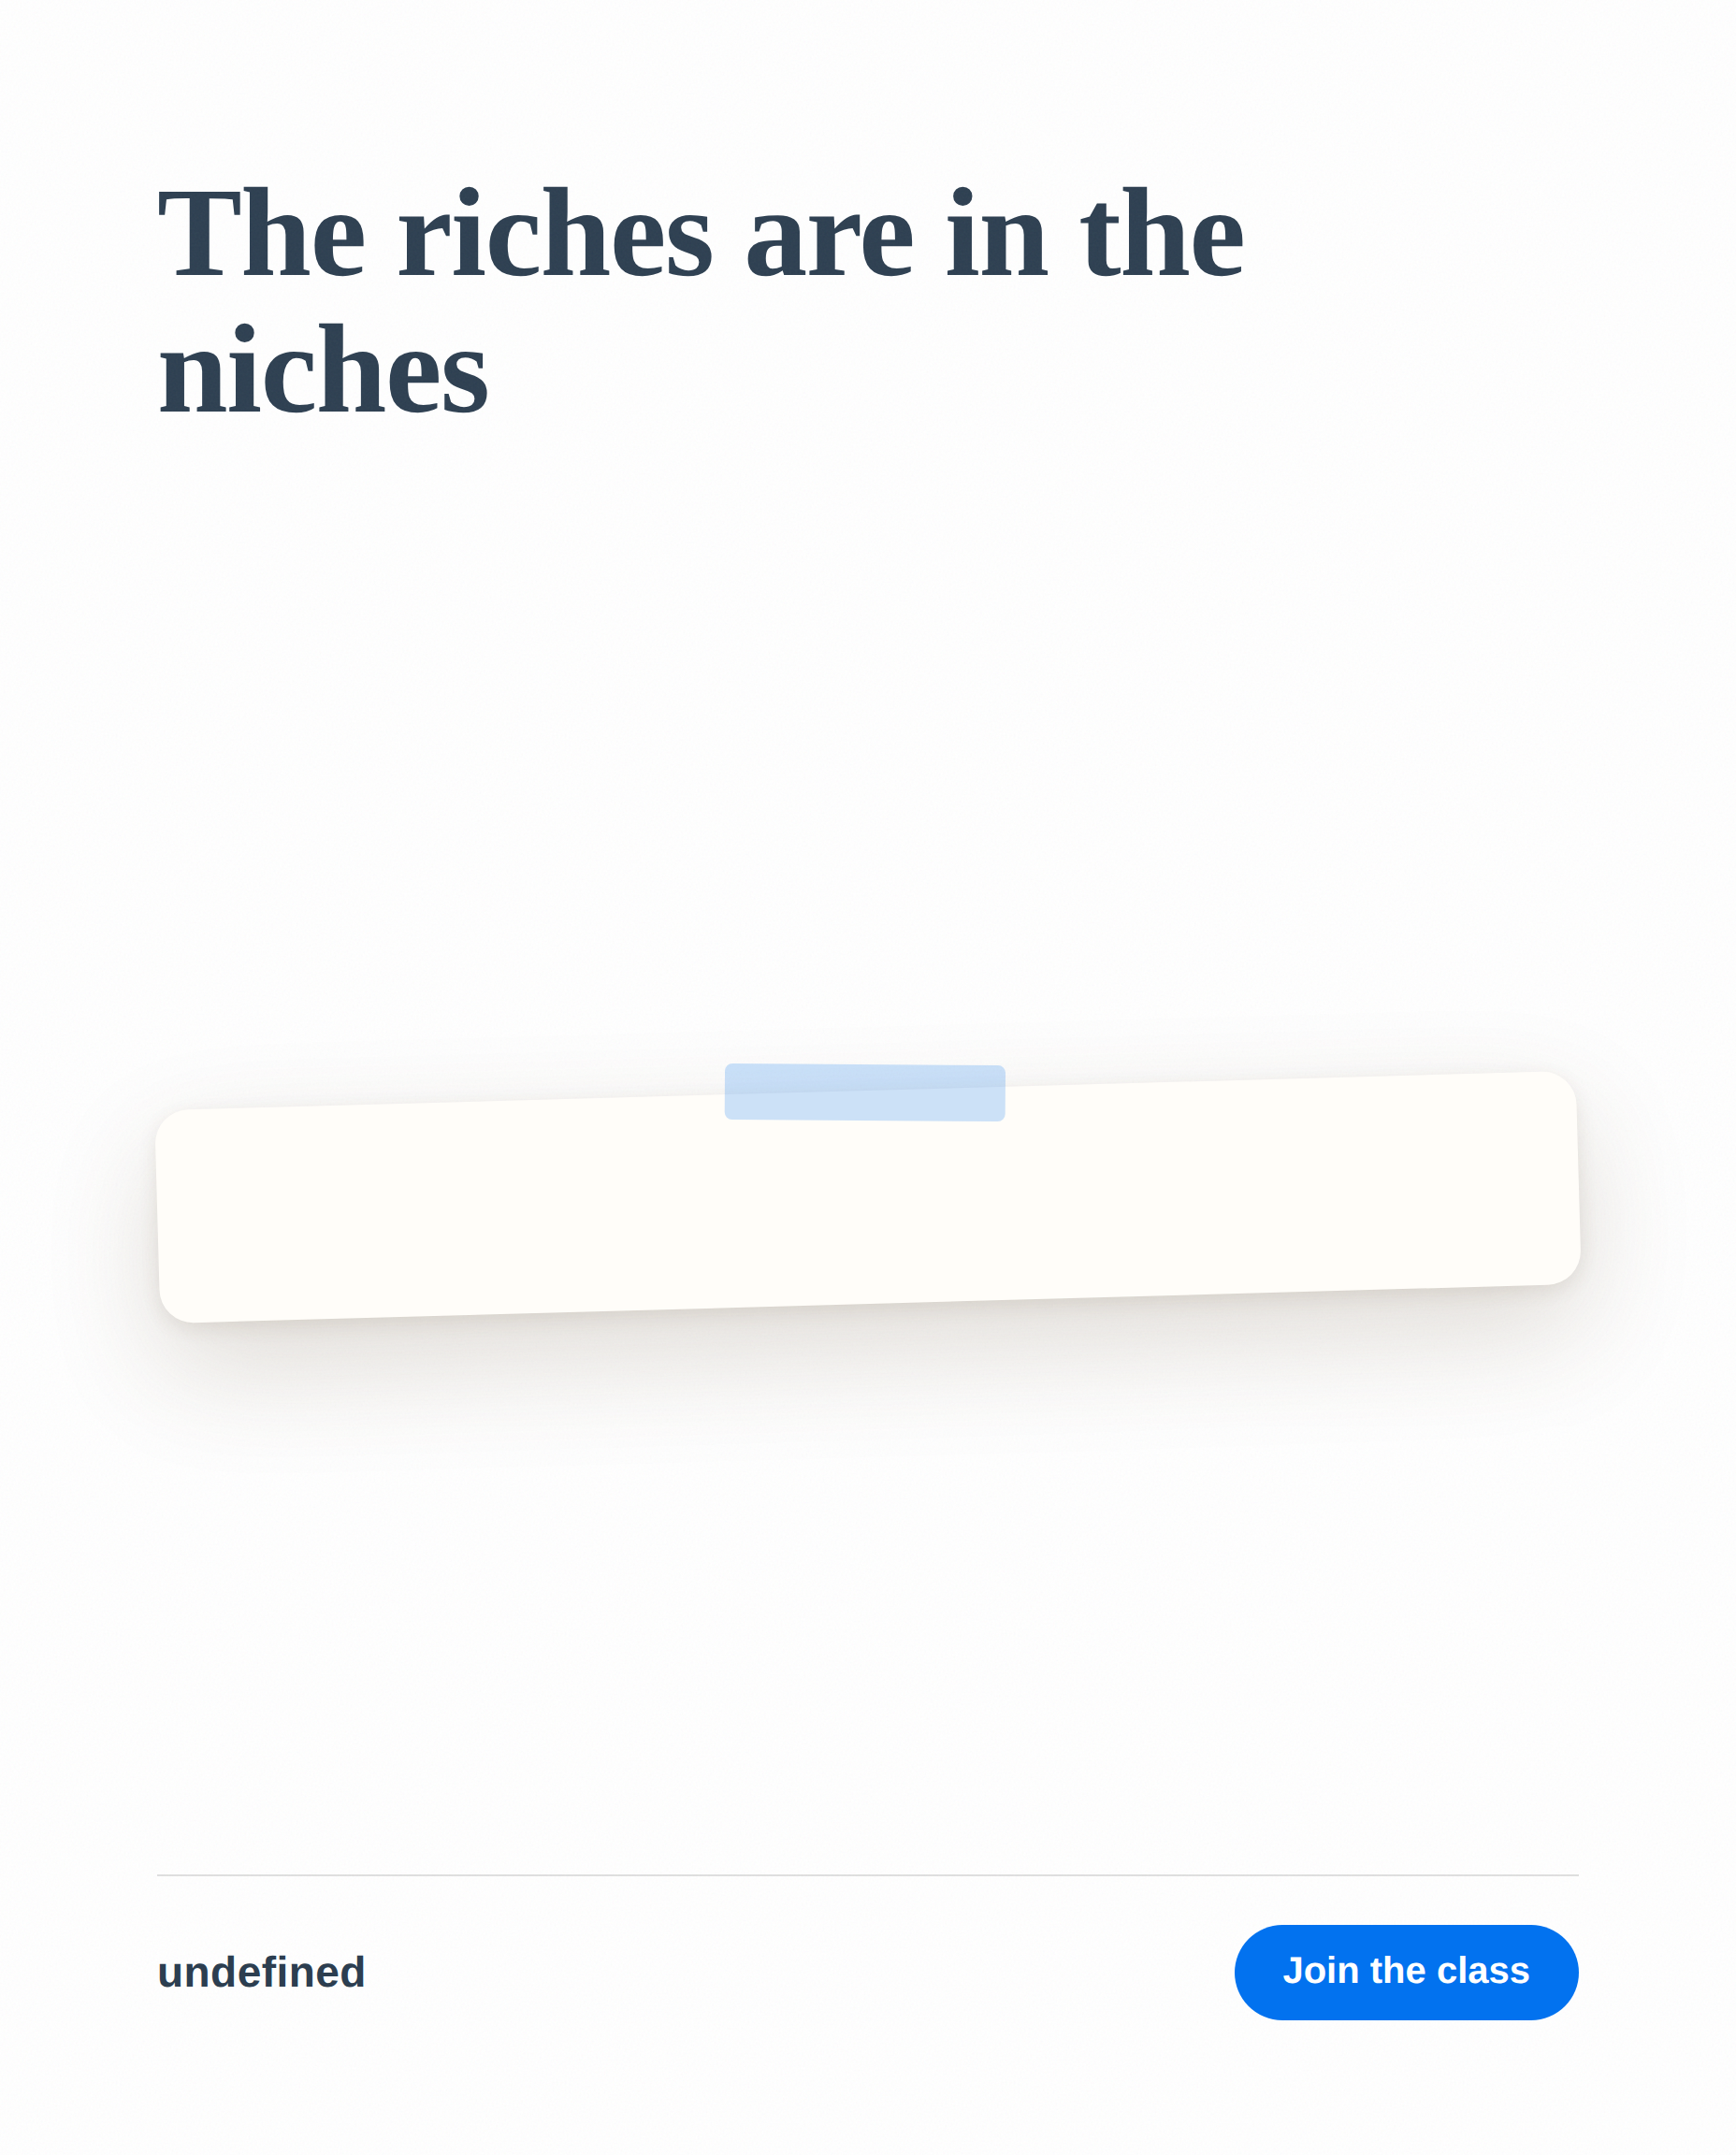 The riches are in the
niches
undefined
Join the class